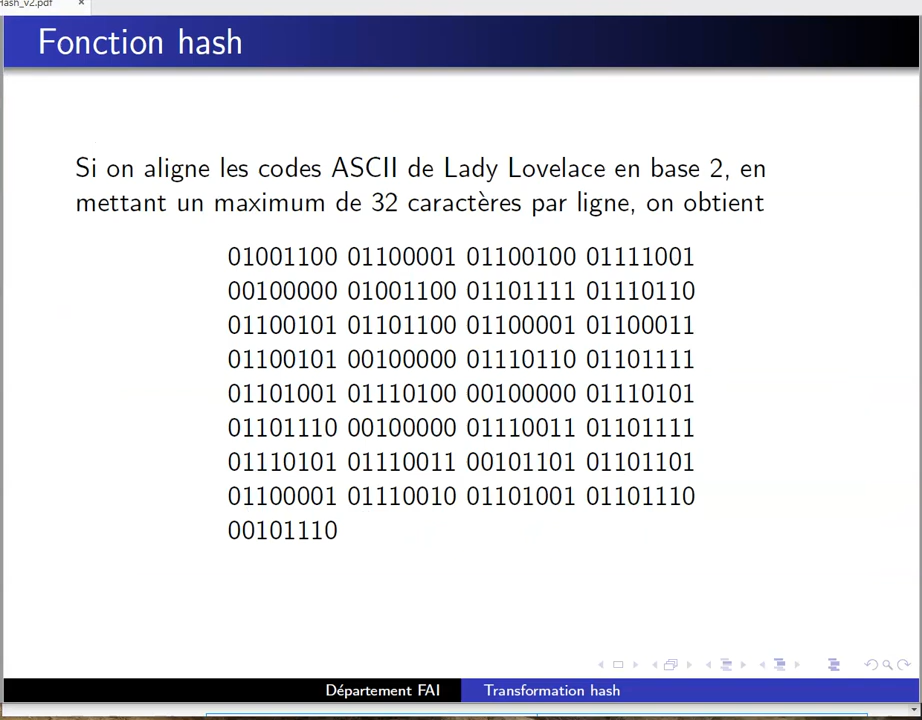 Hash_v2.pdf
Fonction hash
Si on aligne les codes ASCII de Lady Lovelace en base 2, en
mettant un maximum de 32 caractères par ligne, on obtient
01001100 01100001 01100100 01111001
00100000 01001100 01101111 01110110
01100101 01101100 01100001 01100011
01100101 00100000 01110110 01101111
01101001 01110100 00100000 01110101
01101110 00100000 01110011 01101111
01110101 01110011 00101101 01101101
01100001 01110010 01101001 01101110
00101110
Département FAI
Transformation hash